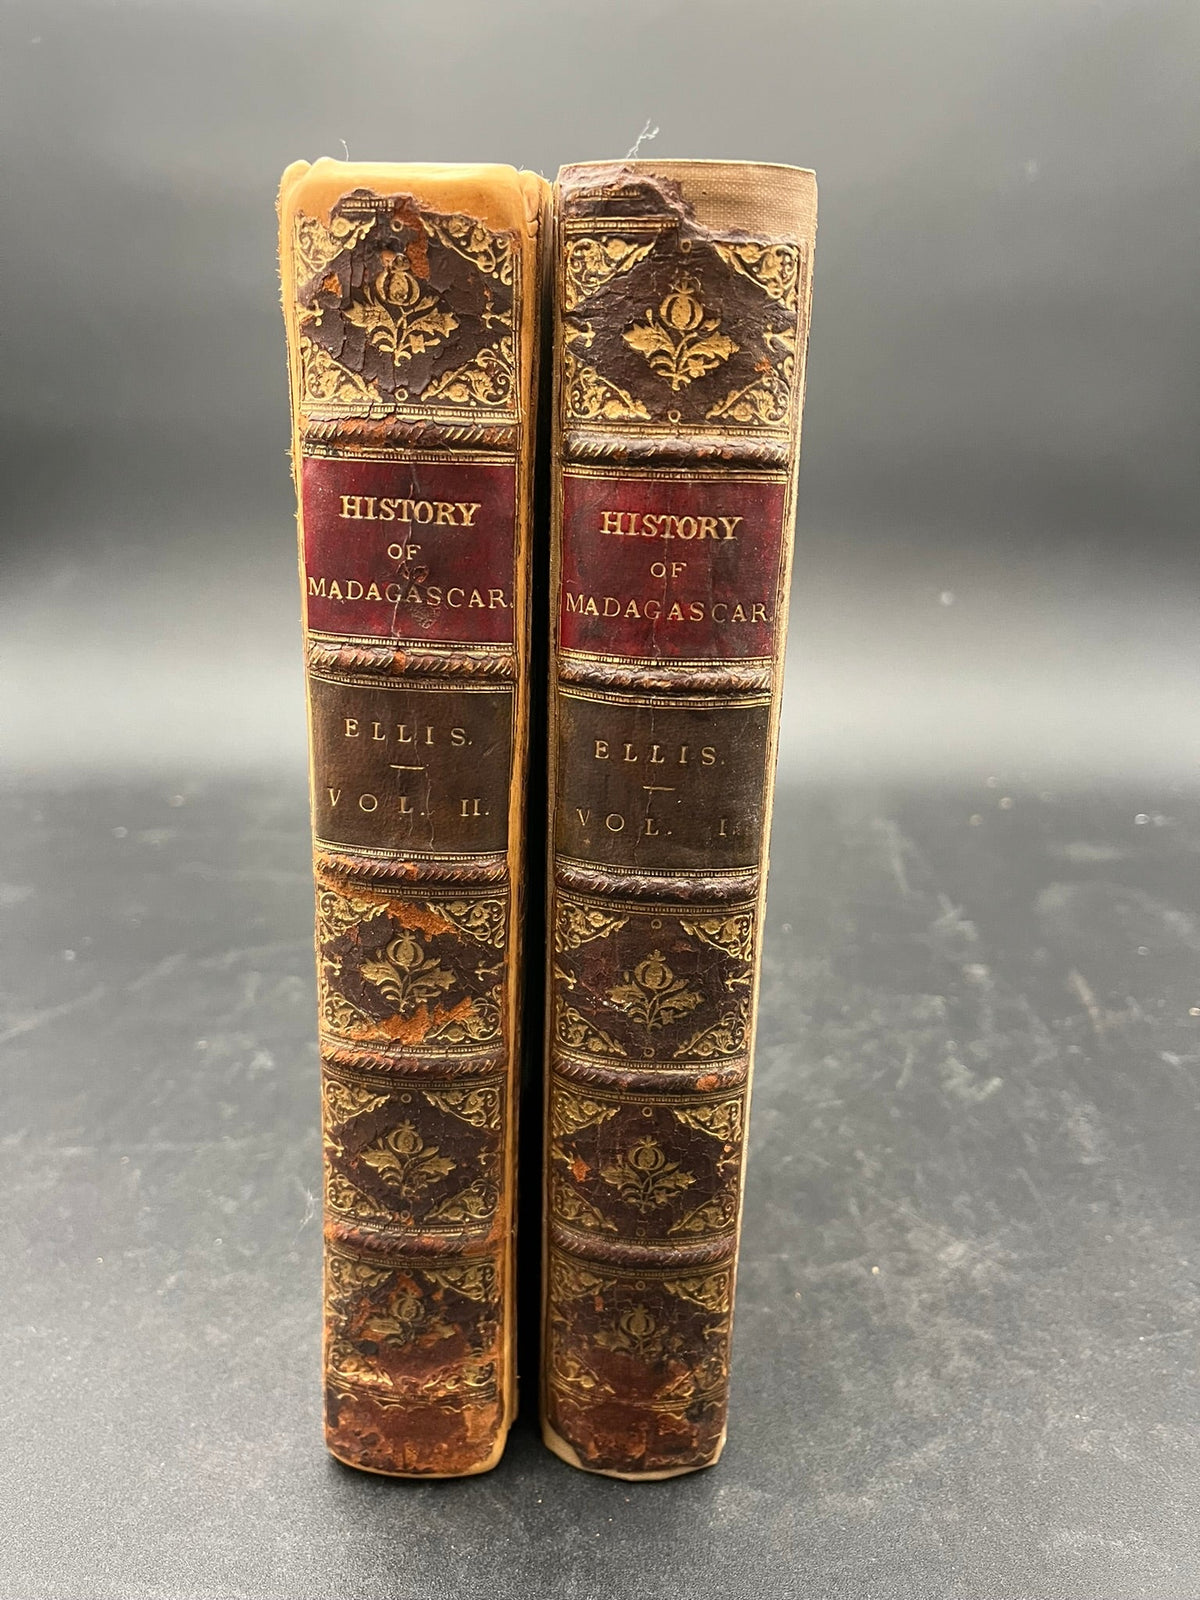 HISTORY
OF
MADAGASCAR.
ELLIS.
VOL. II.
HISTORY
OF
MADAGASCAR.
ELLIS.
VOL. I.